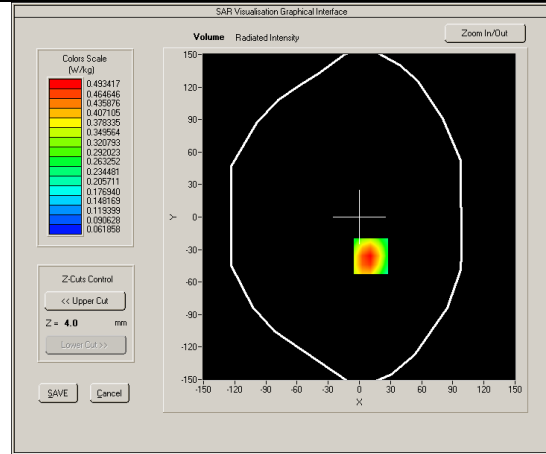 SAR Visualisation Graphical Interface
Volume Radiated Intensity
Zoom In/Out
Colors Scale
(W/kg)
0.493417
0.464646
0.435876
0.407105
0.378335
0.349564
0.320793
0.292023
0.263252
0.234481
0.205711
0.176940
0.148169
0.119399
0.090628
0.061858
Z-Cuts Control
<< Upper Cut
Z = 4.0 mm
Lower Cut >>
SAVE Cancel
150
120
90
60
30
0
-30
-60
-90
-120
-150
Y
-150 -120 -90 -60 -30 0 30 60 90 120 150
X